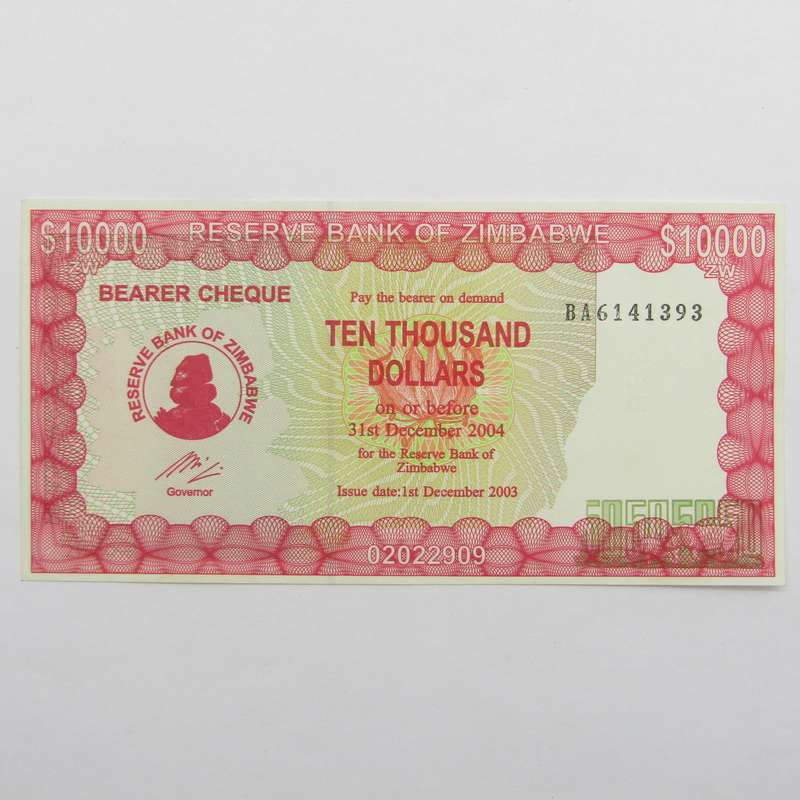 $10000 RESERVE BANK OF ZIMBABWE $10000
ZW ZW
BEARER CHEQUE
Pay the bearer on demand
BA6141393
TEN THOUSAND
DOLLARS
RESERVE BANK OF ZIMBABWE
on or before
31st December 2004
for the Reserve Bank of
Zimbabwe
Governor
Issue date:1st December 2003
02022909